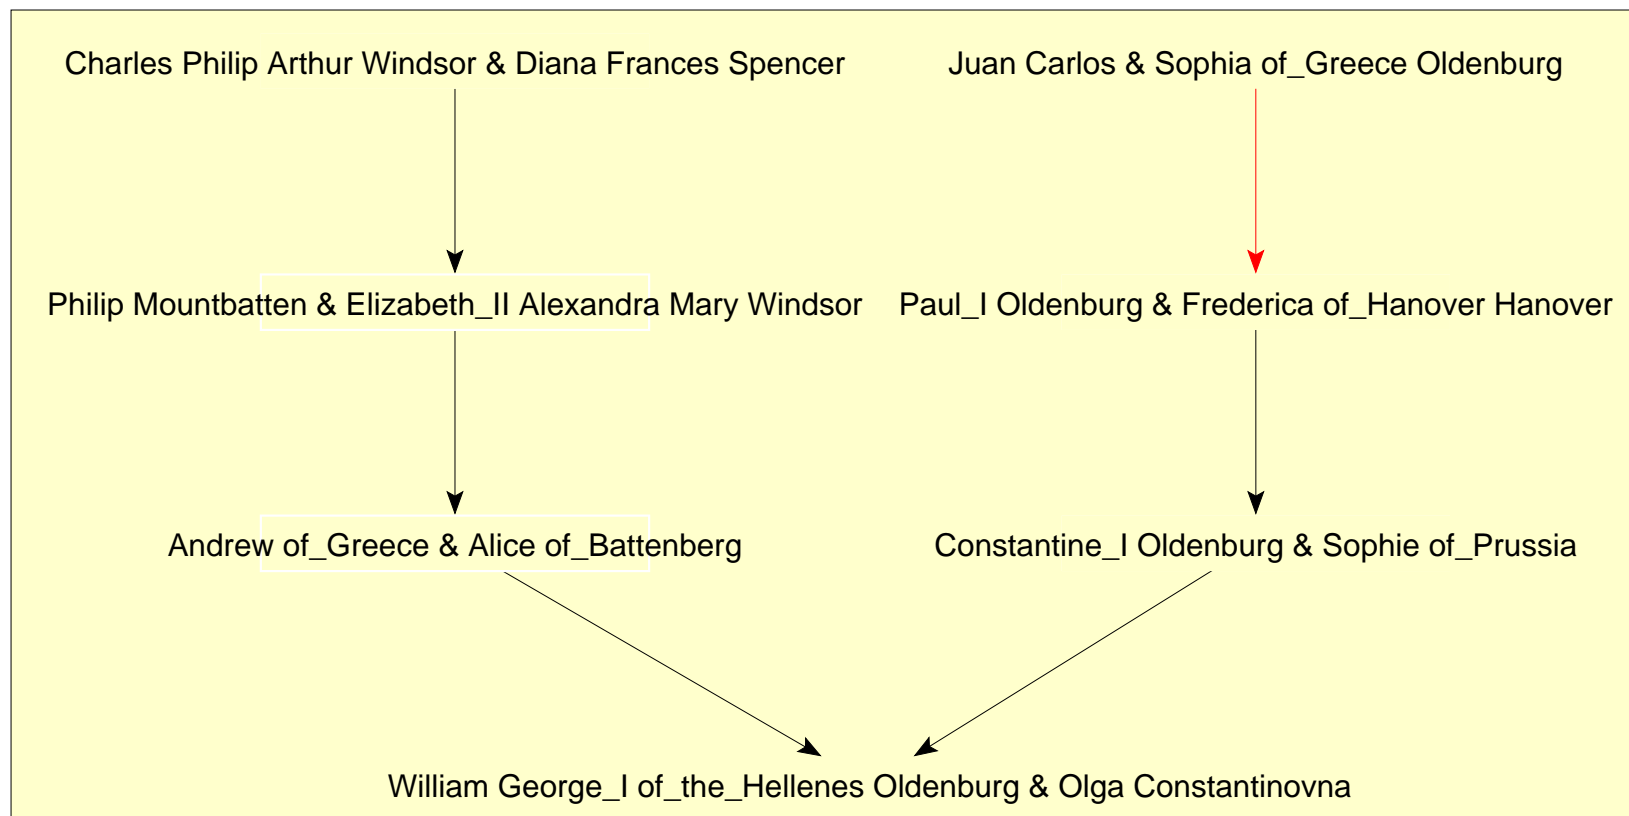 Charles Philip Arthur Windsor & Diana Frances Spencer
Juan Carlos & Sophia of_Greece Oldenburg
Philip Mountbatten & Elizabeth_II Alexandra Mary Windsor
Paul_I Oldenburg & Frederica of_Hanover Hanover
Andrew of_Greece & Alice of_Battenberg
Constantine_I Oldenburg & Sophie of_Prussia
William George_I of_the_Hellenes Oldenburg & Olga Constantinovna